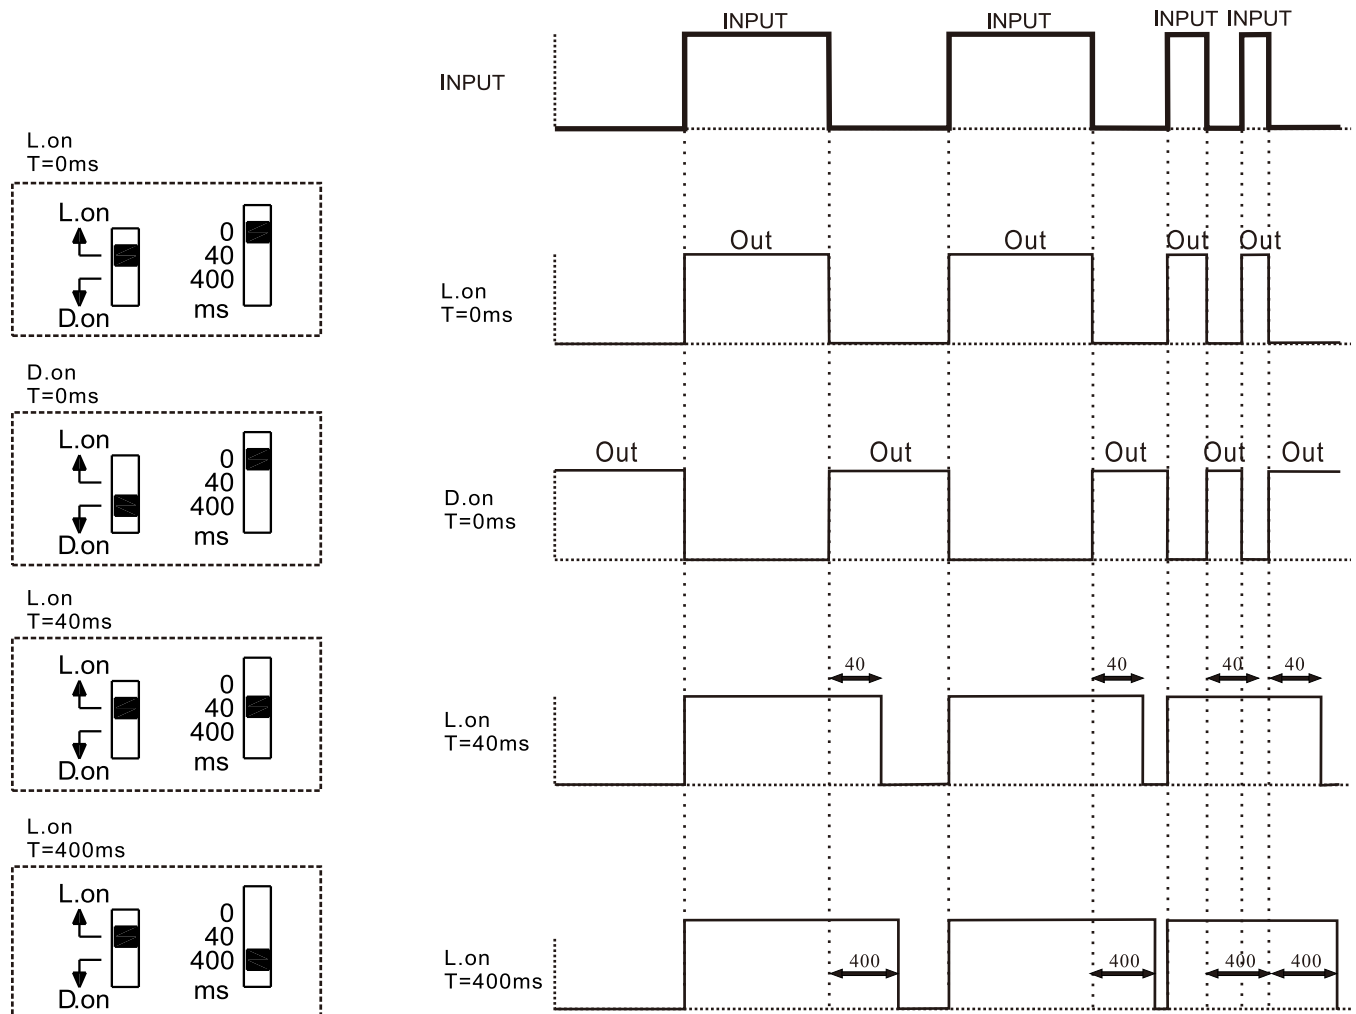 INPUT INPUT INPUT INPUT
INPUT
L.on
T=0ms
L.on
D.on
0
40
400
ms
L.on
T=0ms
Out Out Out Out
D.on
T=0ms
L.on
D.on
0
40
400
ms
D.on
T=0ms
Out Out Out Out Out
L.on
T=40ms
L.on
D.on
0
40
400
ms
L.on
T=40ms
40 40 40 40
L.on
T=400ms
L.on
D.on
0
40
400
ms
L.on
T=400ms
400 400 400 400